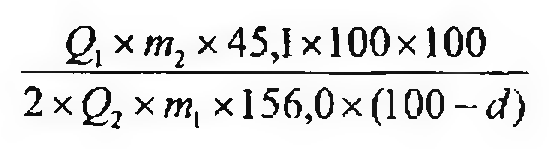 Q₁ × m₂ × 45,1 × 100 × 100
2 × Q₂ × m₁ × 156,0 × (100 − d)